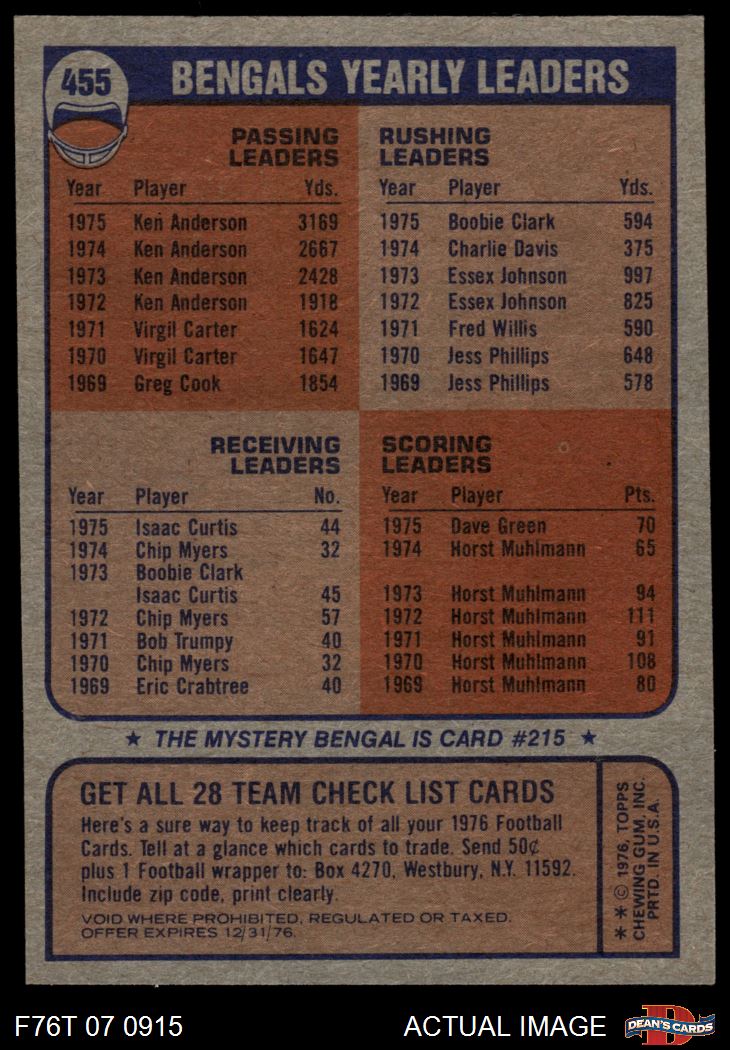 455
BENGALS YEARLY LEADERS
PASSING
LEADERS
Year Player Yds.
1975 Ken Anderson 3169
1974 Ken Anderson 2667
1973 Ken Anderson 2428
1972 Ken Anderson 1918
1971 Virgil Carter 1624
1970 Virgil Carter 1647
1969 Greg Cook 1854
RUSHING
LEADERS
Year Player Yds.
1975 Boobie Clark 594
1974 Charlie Davis 375
1973 Essex Johnson 997
1972 Essex Johnson 825
1971 Fred Willis 590
1970 Jess Phillips 648
1969 Jess Phillips 578
RECEIVING
LEADERS
Year Player No.
1975 Isaac Curtis 44
1974 Chip Myers 32
1973 Boobie Clark
Isaac Curtis 45
1972 Chip Myers 57
1971 Bob Trumpy 40
1970 Chip Myers 32
1969 Eric Crabtree 40
SCORING
LEADERS
Year Player Pts.
1975 Dave Green 70
1974 Horst Muhlmann 65
1973 Horst Muhlmann 94
1972 Horst Muhlmann 111
1971 Horst Muhlmann 91
1970 Horst Muhlmann 108
1969 Horst Muhlmann 80
★ THE MYSTERY BENGAL IS CARD #215 ★
GET ALL 28 TEAM CHECK LIST CARDS
Here's a sure way to keep track of all your 1976 Football
Cards. Tell at a glance which cards to trade. Send 50¢
plus 1 Football wrapper to: Box 4270, Westbury, N.Y. 11592.
Include zip code, print clearly.
VOID WHERE PROHIBITED, REGULATED OR TAXED.
OFFER EXPIRES 12/31/76.
★★ © 1976, TOPPS
CHEWING GUM, INC.
PRTD. IN U.S.A.
F76T 07 0915
ACTUAL IMAGE
D
DEAN'S CARDS